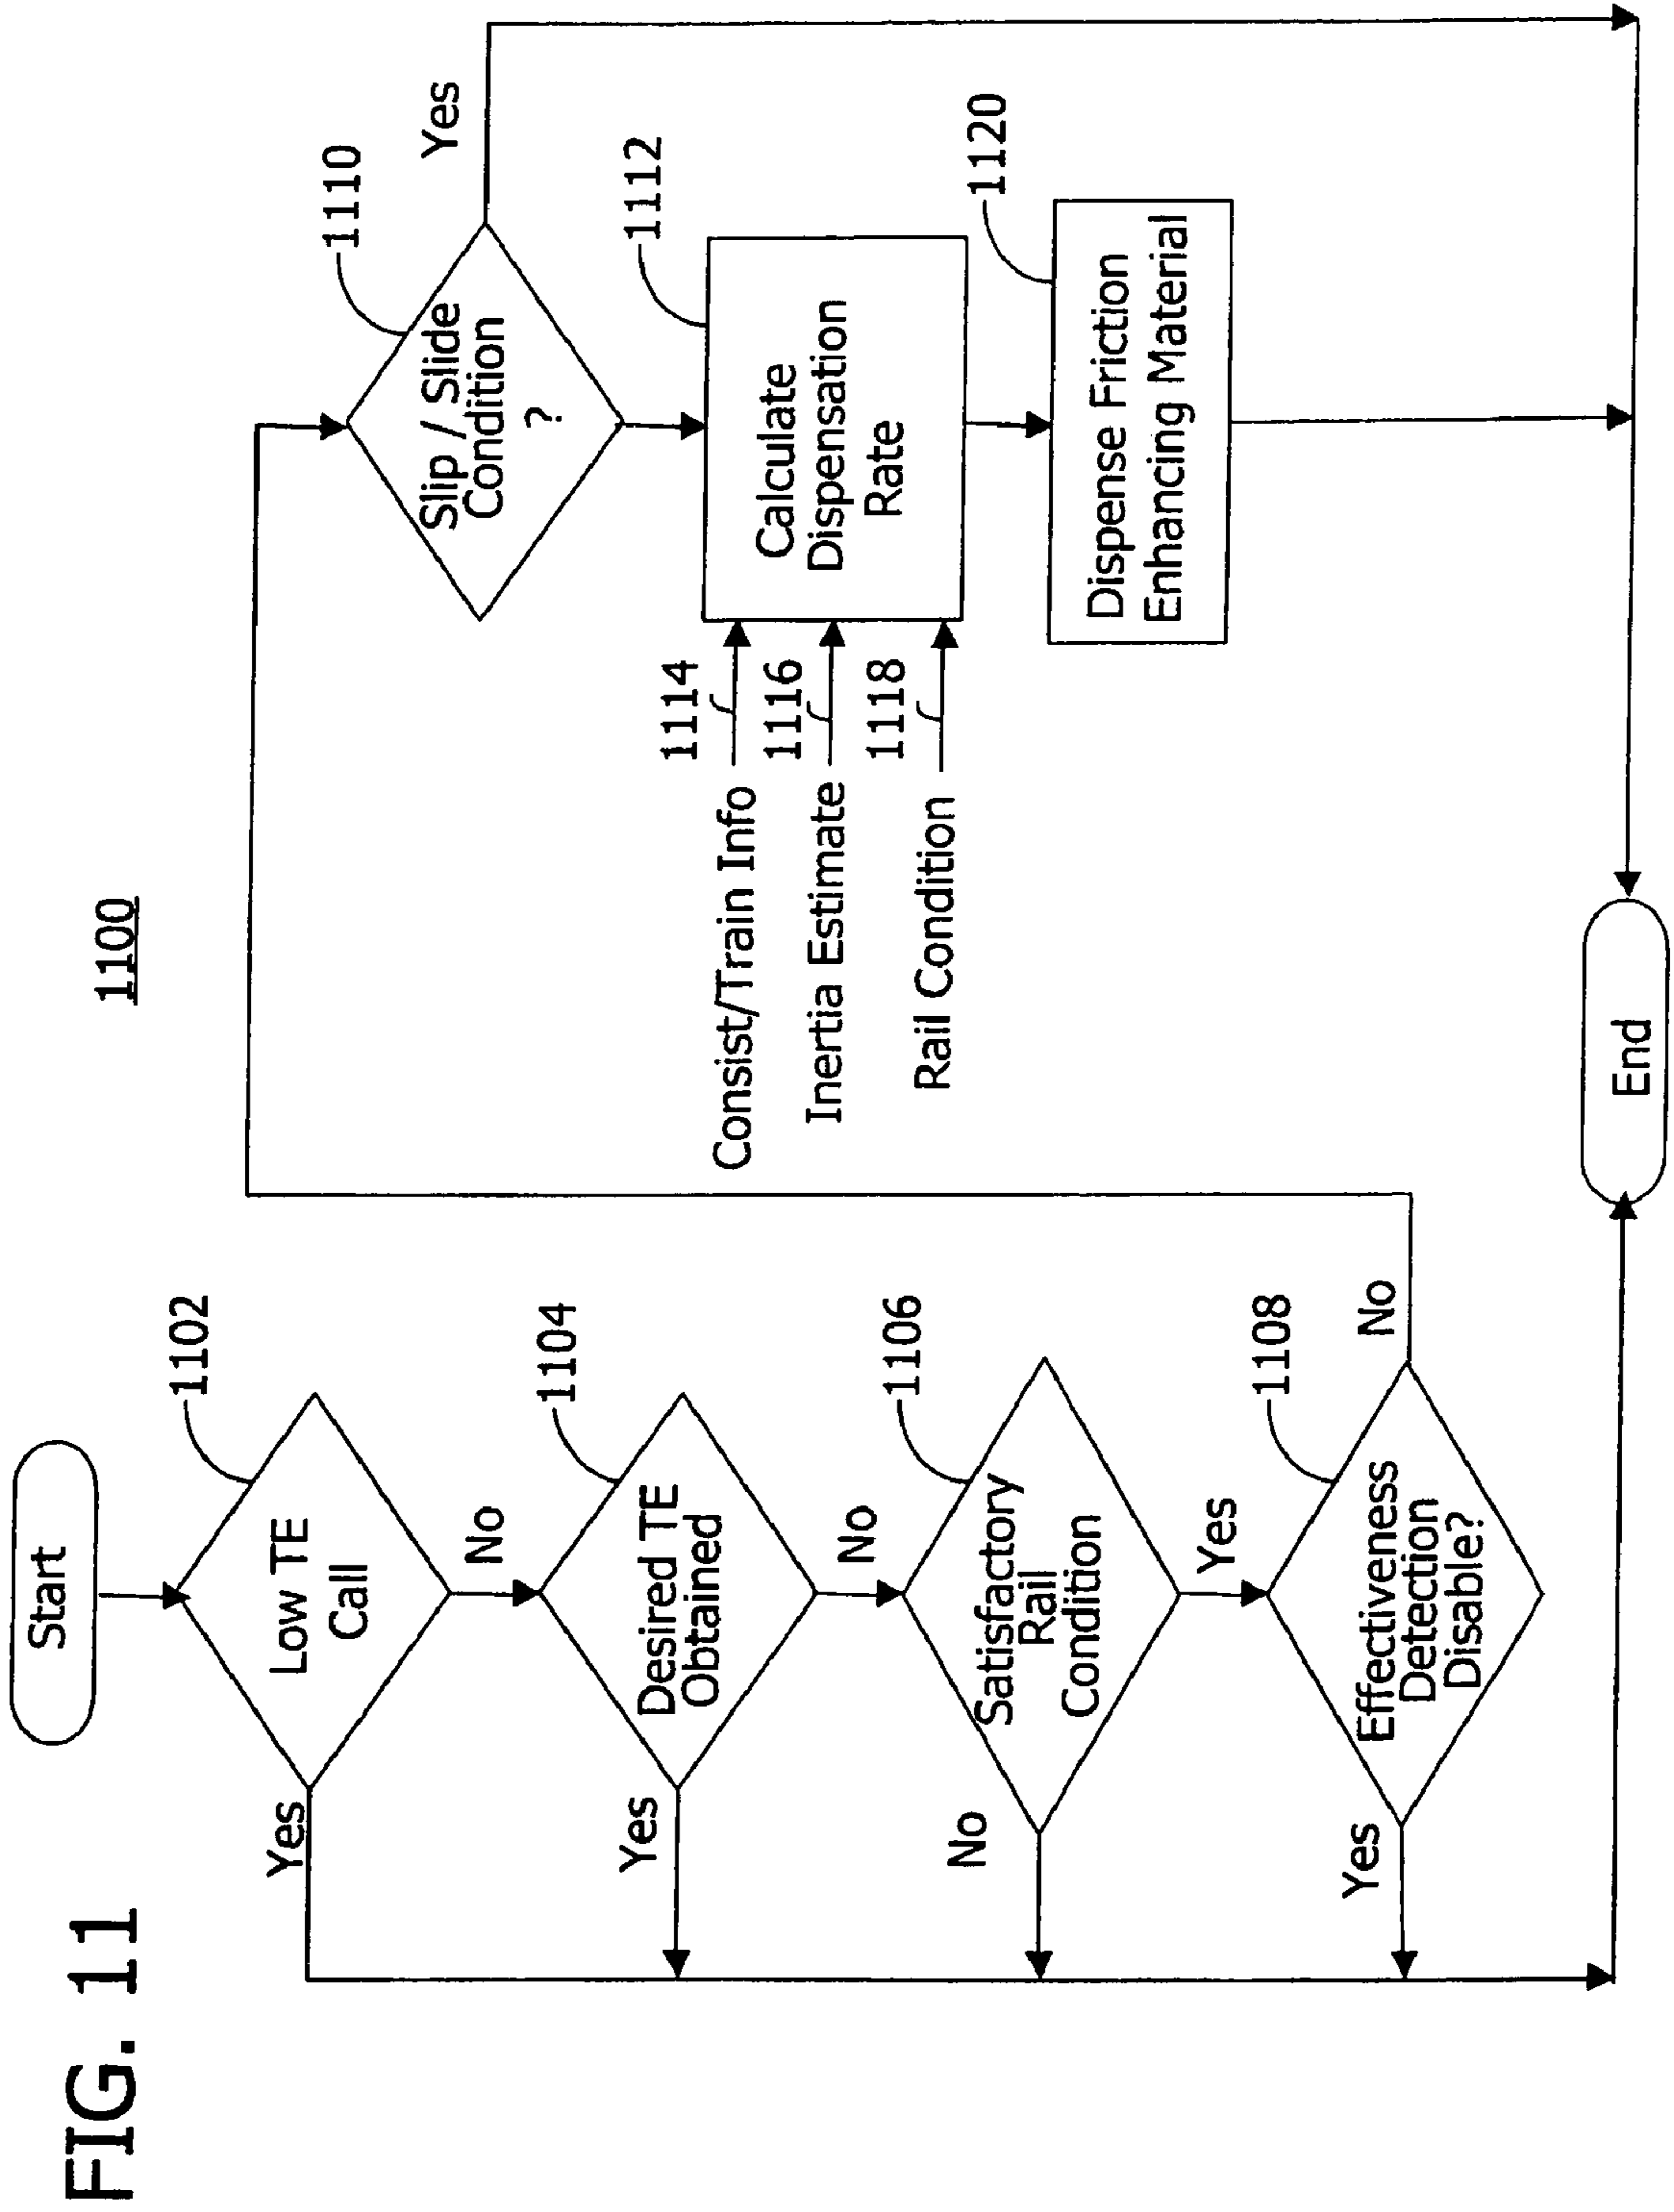 FIG. 11
1100
Start
1102
Low TE
Call
Yes
No
1104
Desired TE
Obtained
Yes
No
1106
Satisfactory
Rail
Condition
No
Yes
1108
Effectiveness
Detection
Disable?
Yes
No
1110
Slip / Slide
Condition
?
Yes
1112
Calculate
Dispensation
Rate
Consist/Train Info
1114
Inertia Estimate
1116
Rail Condition
1118
1120
Dispense Friction
Enhancing Material
End